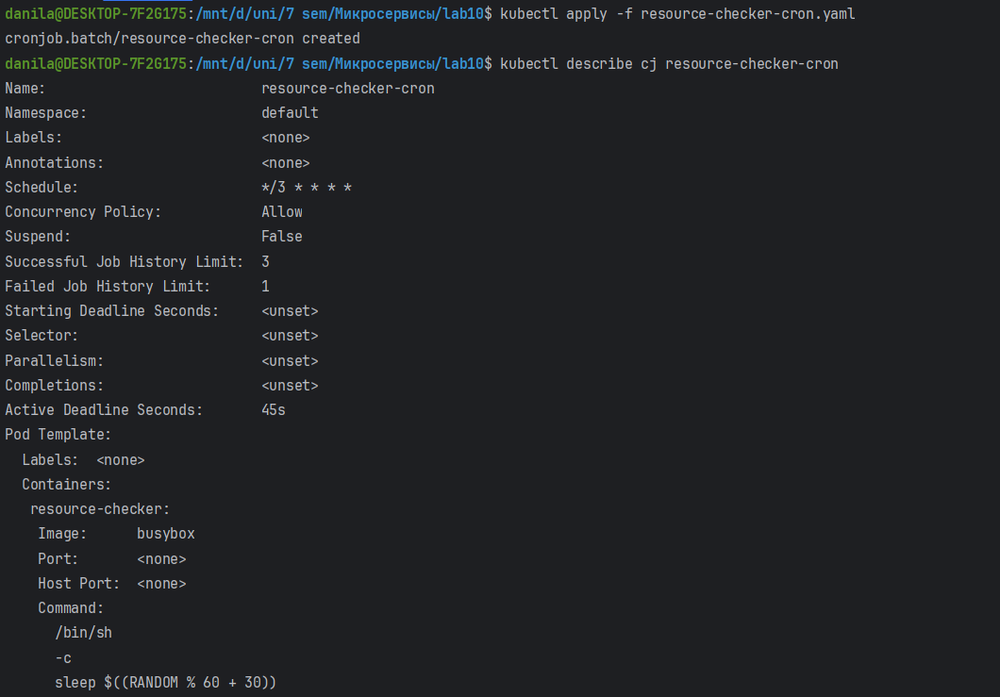 danila@DESKTOP-7F2G175:/mnt/d/uni/7 sem/Микросервисы/lab10$ kubectl apply -f resource-checker-cron.yaml
cronjob.batch/resource-checker-cron created
danila@DESKTOP-7F2G175:/mnt/d/uni/7 sem/Микросервисы/lab10$ kubectl describe cj resource-checker-cron
Name:                          resource-checker-cron
Namespace:                     default
Labels:                        <none>
Annotations:                   <none>
Schedule:                      */3 * * * *
Concurrency Policy:            Allow
Suspend:                       False
Successful Job History Limit:  3
Failed Job History Limit:      1
Starting Deadline Seconds:     <unset>
Selector:                      <unset>
Parallelism:                   <unset>
Completions:                   <unset>
Active Deadline Seconds:       45s
Pod Template:
  Labels:  <none>
  Containers:
   resource-checker:
    Image:      busybox
    Port:       <none>
    Host Port:  <none>
    Command:
      /bin/sh
      -c
      sleep $((RANDOM % 60 + 30))